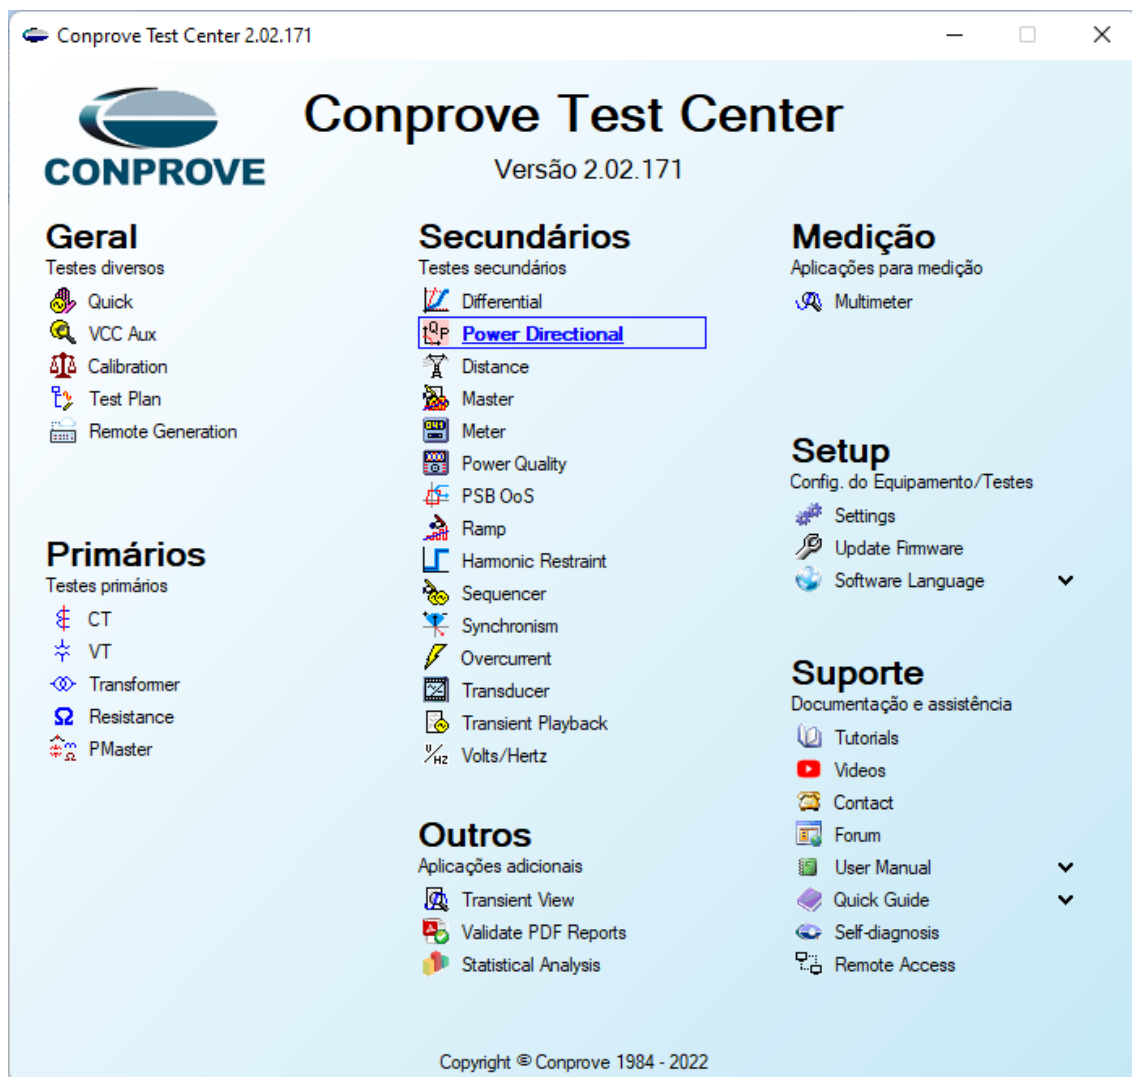 Conprove Test Center 2.02.171
CONPROVE
Conprove Test Center
Versão 2.02.171
Geral
Testes diversos
Quick
VCC Aux
Calibration
Test Plan
Remote Generation
Primários
Testes primários
CT
VT
Transformer
Resistance
PMaster
Secundários
Testes secundários
Differential
Power Directional
Distance
Master
Meter
Power Quality
PSB OoS
Ramp
Harmonic Restraint
Sequencer
Synchronism
Overcurrent
Transducer
Transient Playback
Volts/Hertz
Outros
Aplicações adicionais
Transient View
Validate PDF Reports
Statistical Analysis
Medição
Aplicações para medição
Multimeter
Setup
Config. do Equipamento/Testes
Settings
Update Firmware
Software Language
Suporte
Documentação e assistência
Tutorials
Videos
Contact
Forum
User Manual
Quick Guide
Self-diagnosis
Remote Access
Copyright © Conprove 1984 - 2022